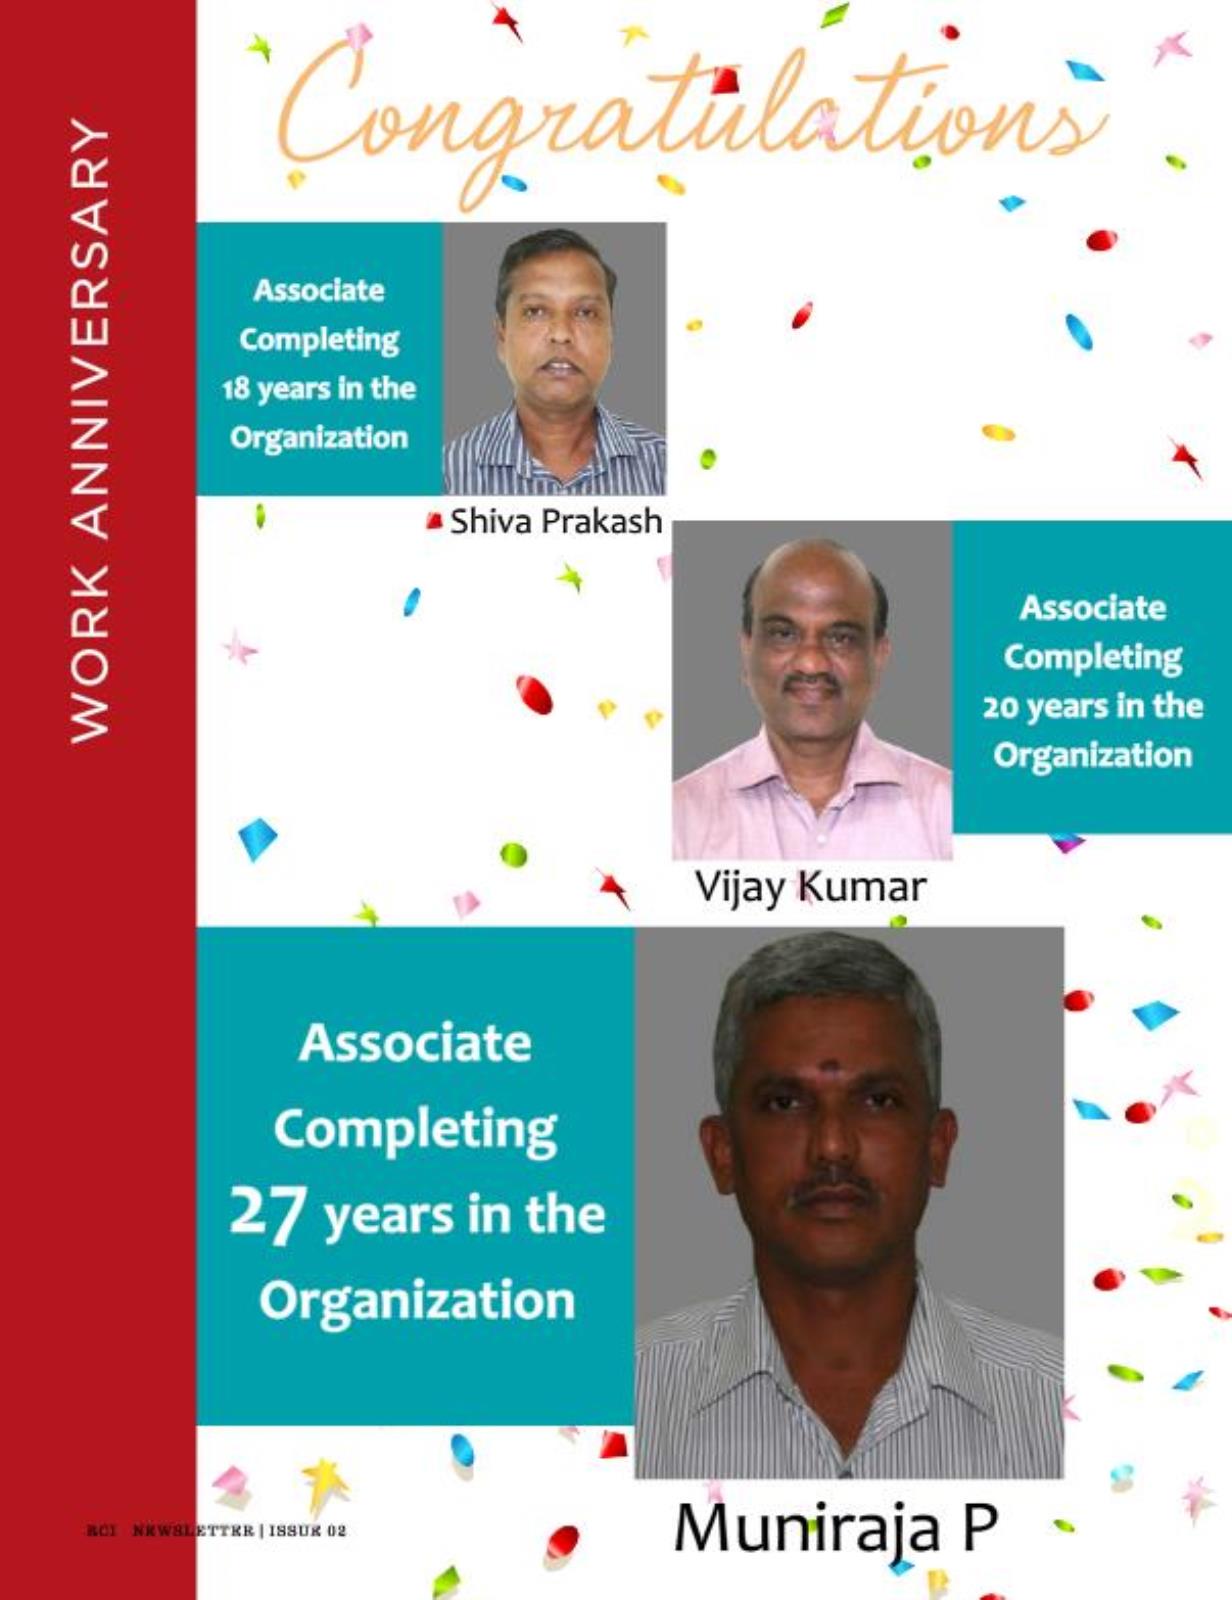 WORK ANNIVERSARY
Congratulations
Associate
Completing
18 years in the
Organization
Shiva Prakash
Associate
Completing
20 years in the
Organization
Vijay Kumar
Associate
Completing
27 years in the
Organization
Muniraja P
RCI NEWSLETTER | ISSUE 02